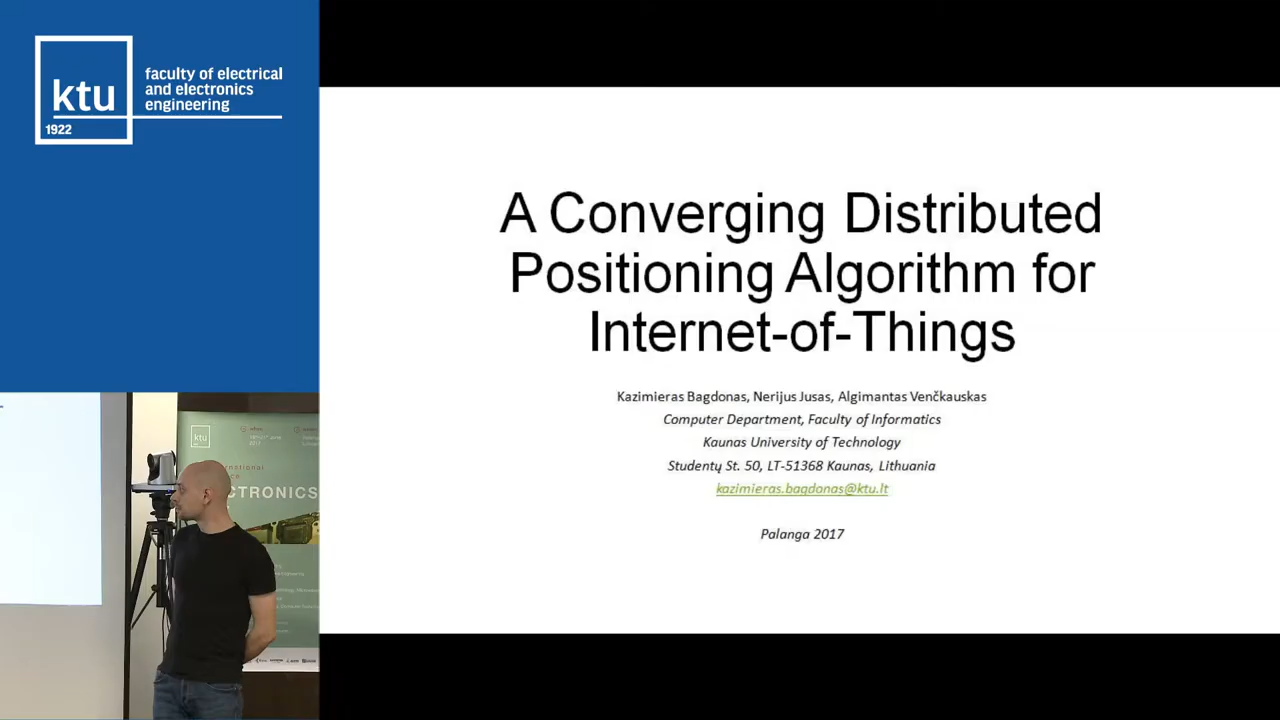 ktu
1922
faculty of electrical
and electronics
engineering
A Converging Distributed
Positioning Algorithm for
Internet-of-Things
Kazimieras Bagdonas, Nerijus Jusas, Algimantas Venčkauskas
Computer Department, Faculty of Informatics
Kaunas University of Technology
Studentų St. 50, LT-51368 Kaunas, Lithuania
kazimieras.bagdonas@ktu.lt
Palanga 2017
ktu
2017
CTRONICS